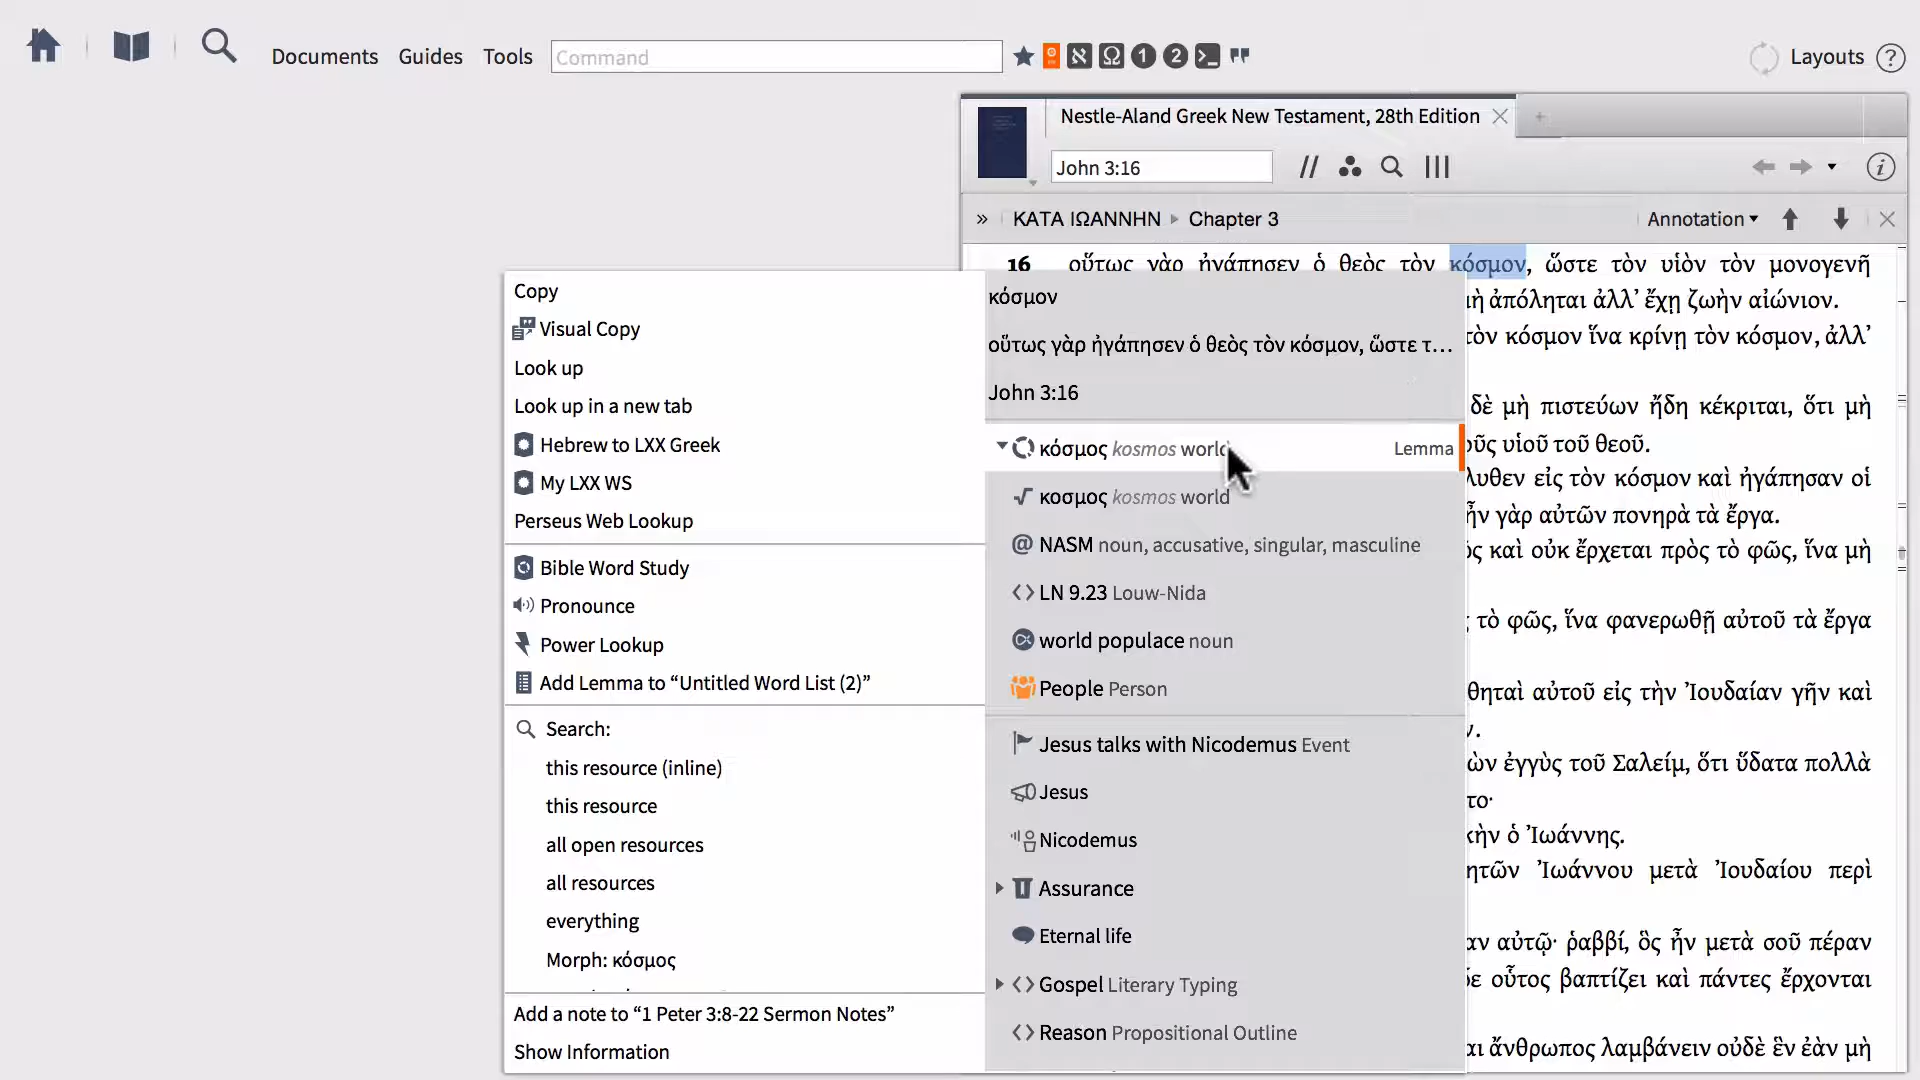 Documents Guides Tools Command Layouts ?
Nestle-Aland Greek New Testament, 28th Edition
John 3:16
ΚΑΤΑ ΙΩΑΝΝΗΝ Chapter 3 Annotation
16 οὕτως γὰρ ἠγάπησεν ὁ θεὸς τὸν κόσμον, ὥστε τὸν υἱὸν τὸν μονογενῆ
ἀπόληται ἀλλ’ ἔχῃ ζωὴν αἰώνιον.
τὸν κόσμον ἵνα κρίνῃ τὸν κόσμον, ἀλλ’
δὲ μὴ πιστεύων ἤδη κέκριται, ὅτι μὴ
υἱοῦ τοῦ θεοῦ.
εἰς τὸν κόσμον καὶ ἠγάπησαν οἱ
ἦν γὰρ αὐτῶν πονηρὰ τὰ ἔργα.
καὶ οὐκ ἔρχεται πρὸς τὸ φῶς, ἵνα μὴ
τὸ φῶς, ἵνα φανερωθῇ αὐτοῦ τὰ ἔργα
αὐτοῦ εἰς τὴν Ἰουδαίαν γῆν καὶ
ἐγγὺς τοῦ Σαλείμ, ὅτι ὕδατα πολλὰ
ὁ Ἰωάννης.
Ἰωάννου μετὰ Ἰουδαίου περὶ
αὐτῷ· ῥαββί, ὃς ἦν μετὰ σοῦ πέραν
οὗτος βαπτίζει καὶ πάντες ἔρχονται
ἄνθρωπος λαμβάνειν οὐδὲ ἓν ἐὰν μὴ
Copy
Visual Copy
Look up
Look up in a new tab
Hebrew to LXX Greek
My LXX WS
Perseus Web Lookup
Bible Word Study
Pronounce
Power Lookup
Add Lemma to “Untitled Word List (2)”
Search:
this resource (inline)
this resource
all open resources
all resources
everything
Morph: κόσμος
Add a note to “1 Peter 3:8-22 Sermon Notes”
Show Information
κόσμον
οὕτως γὰρ ἠγάπησεν ὁ θεὸς τὸν κόσμον, ὥστε τ...
John 3:16
κόσμος kosmos world Lemma
κοσμος kosmos world
@ NASM noun, accusative, singular, masculine
LN 9.23 Louw-Nida
world populace noun
People Person
Jesus talks with Nicodemus Event
Jesus
Nicodemus
Assurance
Eternal life
Gospel Literary Typing
Reason Propositional Outline